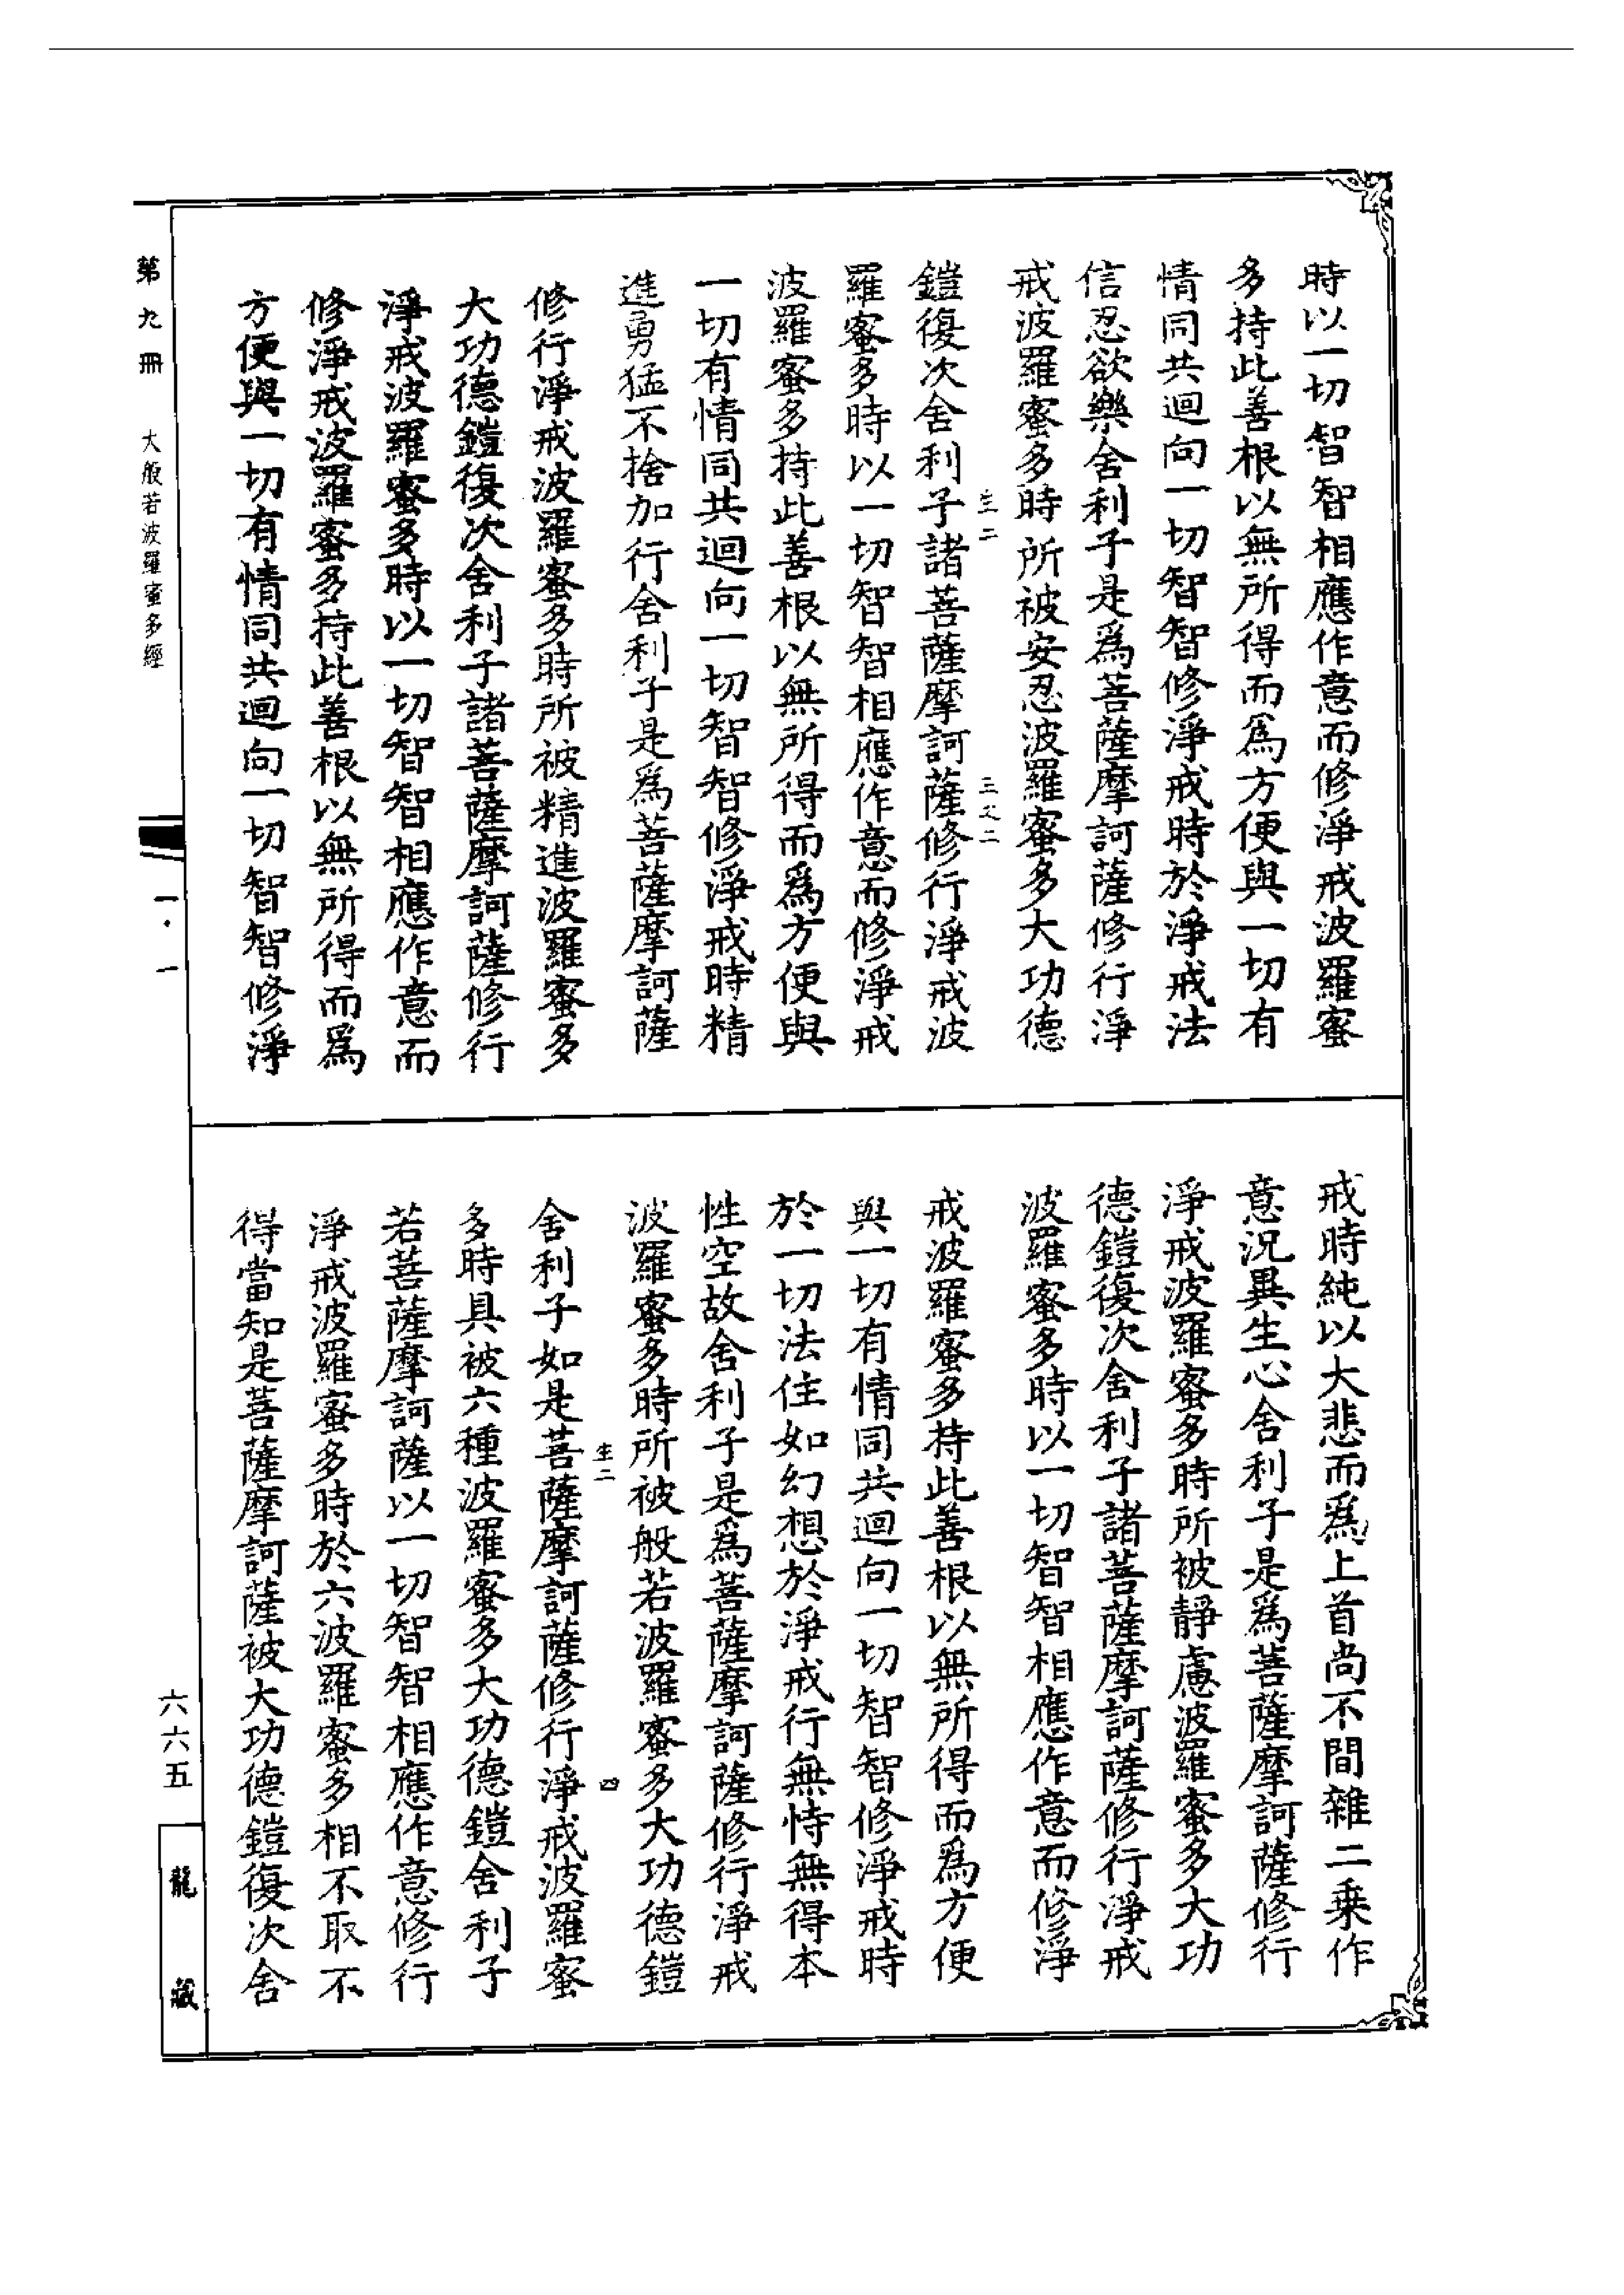 時以一切智智相應作意而修淨戒波羅蜜
多持此善根以無所得而為方便與一切有
情同共迴向一切智智修淨戒時於淨戒法
信忍欲樂舍利子是為菩薩摩訶薩修行淨
戒波羅蜜多時所被安忍波羅蜜多大功德
鎧復次舍利子諸菩薩摩訶薩修行淨戒波
羅蜜多時以一切智智相應作意而修淨戒
波羅蜜多持此善根以無所得而為方便與
一切有情同共迴向一切智智修淨戒時精
進勇猛不捨加行舍利子是為菩薩摩訶薩
修行淨戒波羅蜜多時所被精進波羅蜜多
大功德鎧復次舍利子諸菩薩摩訶薩修行
淨戒波羅蜜多時以一切智智相應作意而
修淨戒波羅蜜多持此善根以無所得而為
方便與一切有情同共迴向一切智智修淨
戒時純以大悲而為上首尚不間雜二乗作
意況異生心舍利子是為菩薩摩訶薩修行
淨戒波羅蜜多時所被靜慮波羅蜜多大功
德鎧復次舍利子諸菩薩摩訶薩修行淨戒
波羅蜜多時以一切智智相應作意而修淨
戒波羅蜜多持此善根以無所得而為方便
與一切有情同共迴向一切智智修淨戒時
於一切法住如幻想於淨戒行無恃無得本
性空故舍利子是為菩薩摩訶薩修行淨戒
波羅蜜多時所被般若波羅蜜多大功德鎧
舍利子如是菩薩摩訶薩修行淨戒波羅蜜
多時具被六種波羅蜜多大功德鎧舍利子
若菩薩摩訶薩以一切智智相應作意修行
淨戒波羅蜜多時於六波羅蜜多相不取不
得當知是菩薩摩訶薩被大功德鎧復次舍
第九冊
大般若波羅蜜多經
一·一
六六五
龍藏